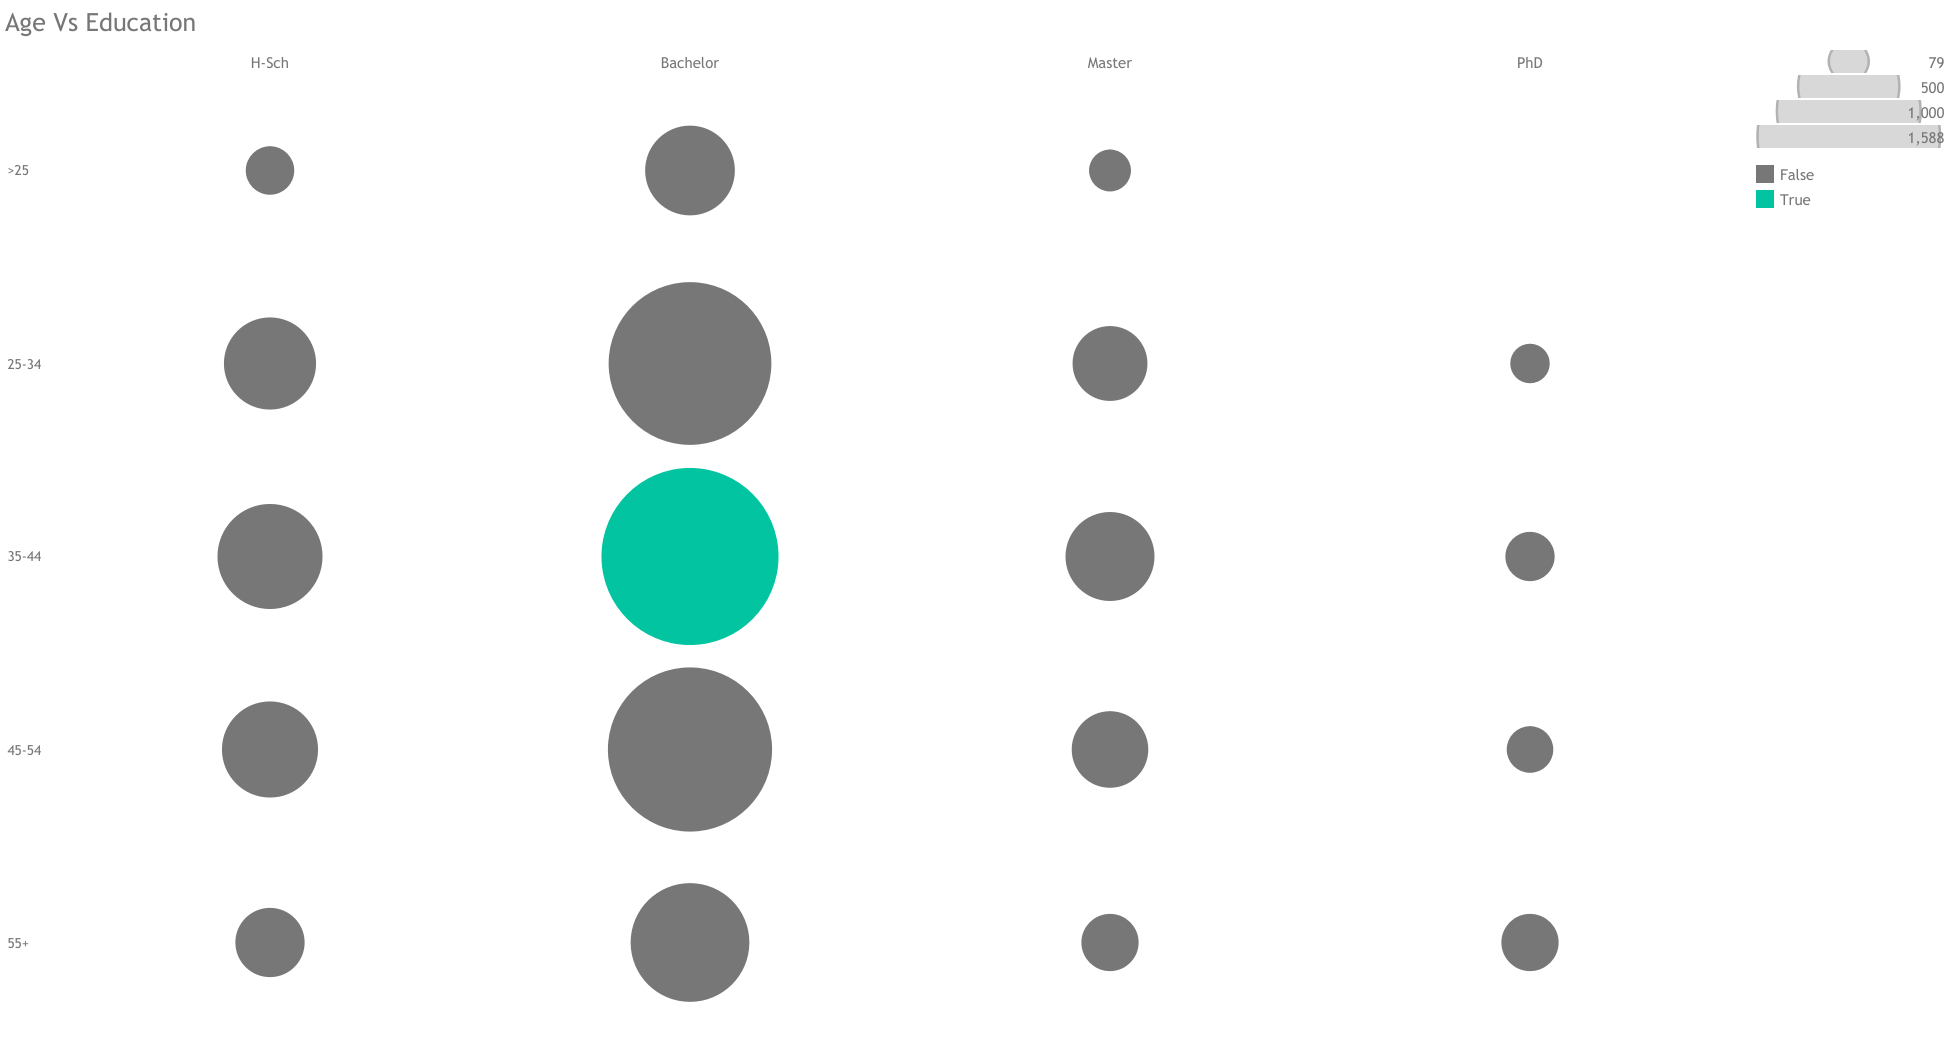 Age Vs Education
H-Sch Bachelor Master PhD
79
500
1,000
1,588
False
True
>25
25-34
35-44
45-54
55+